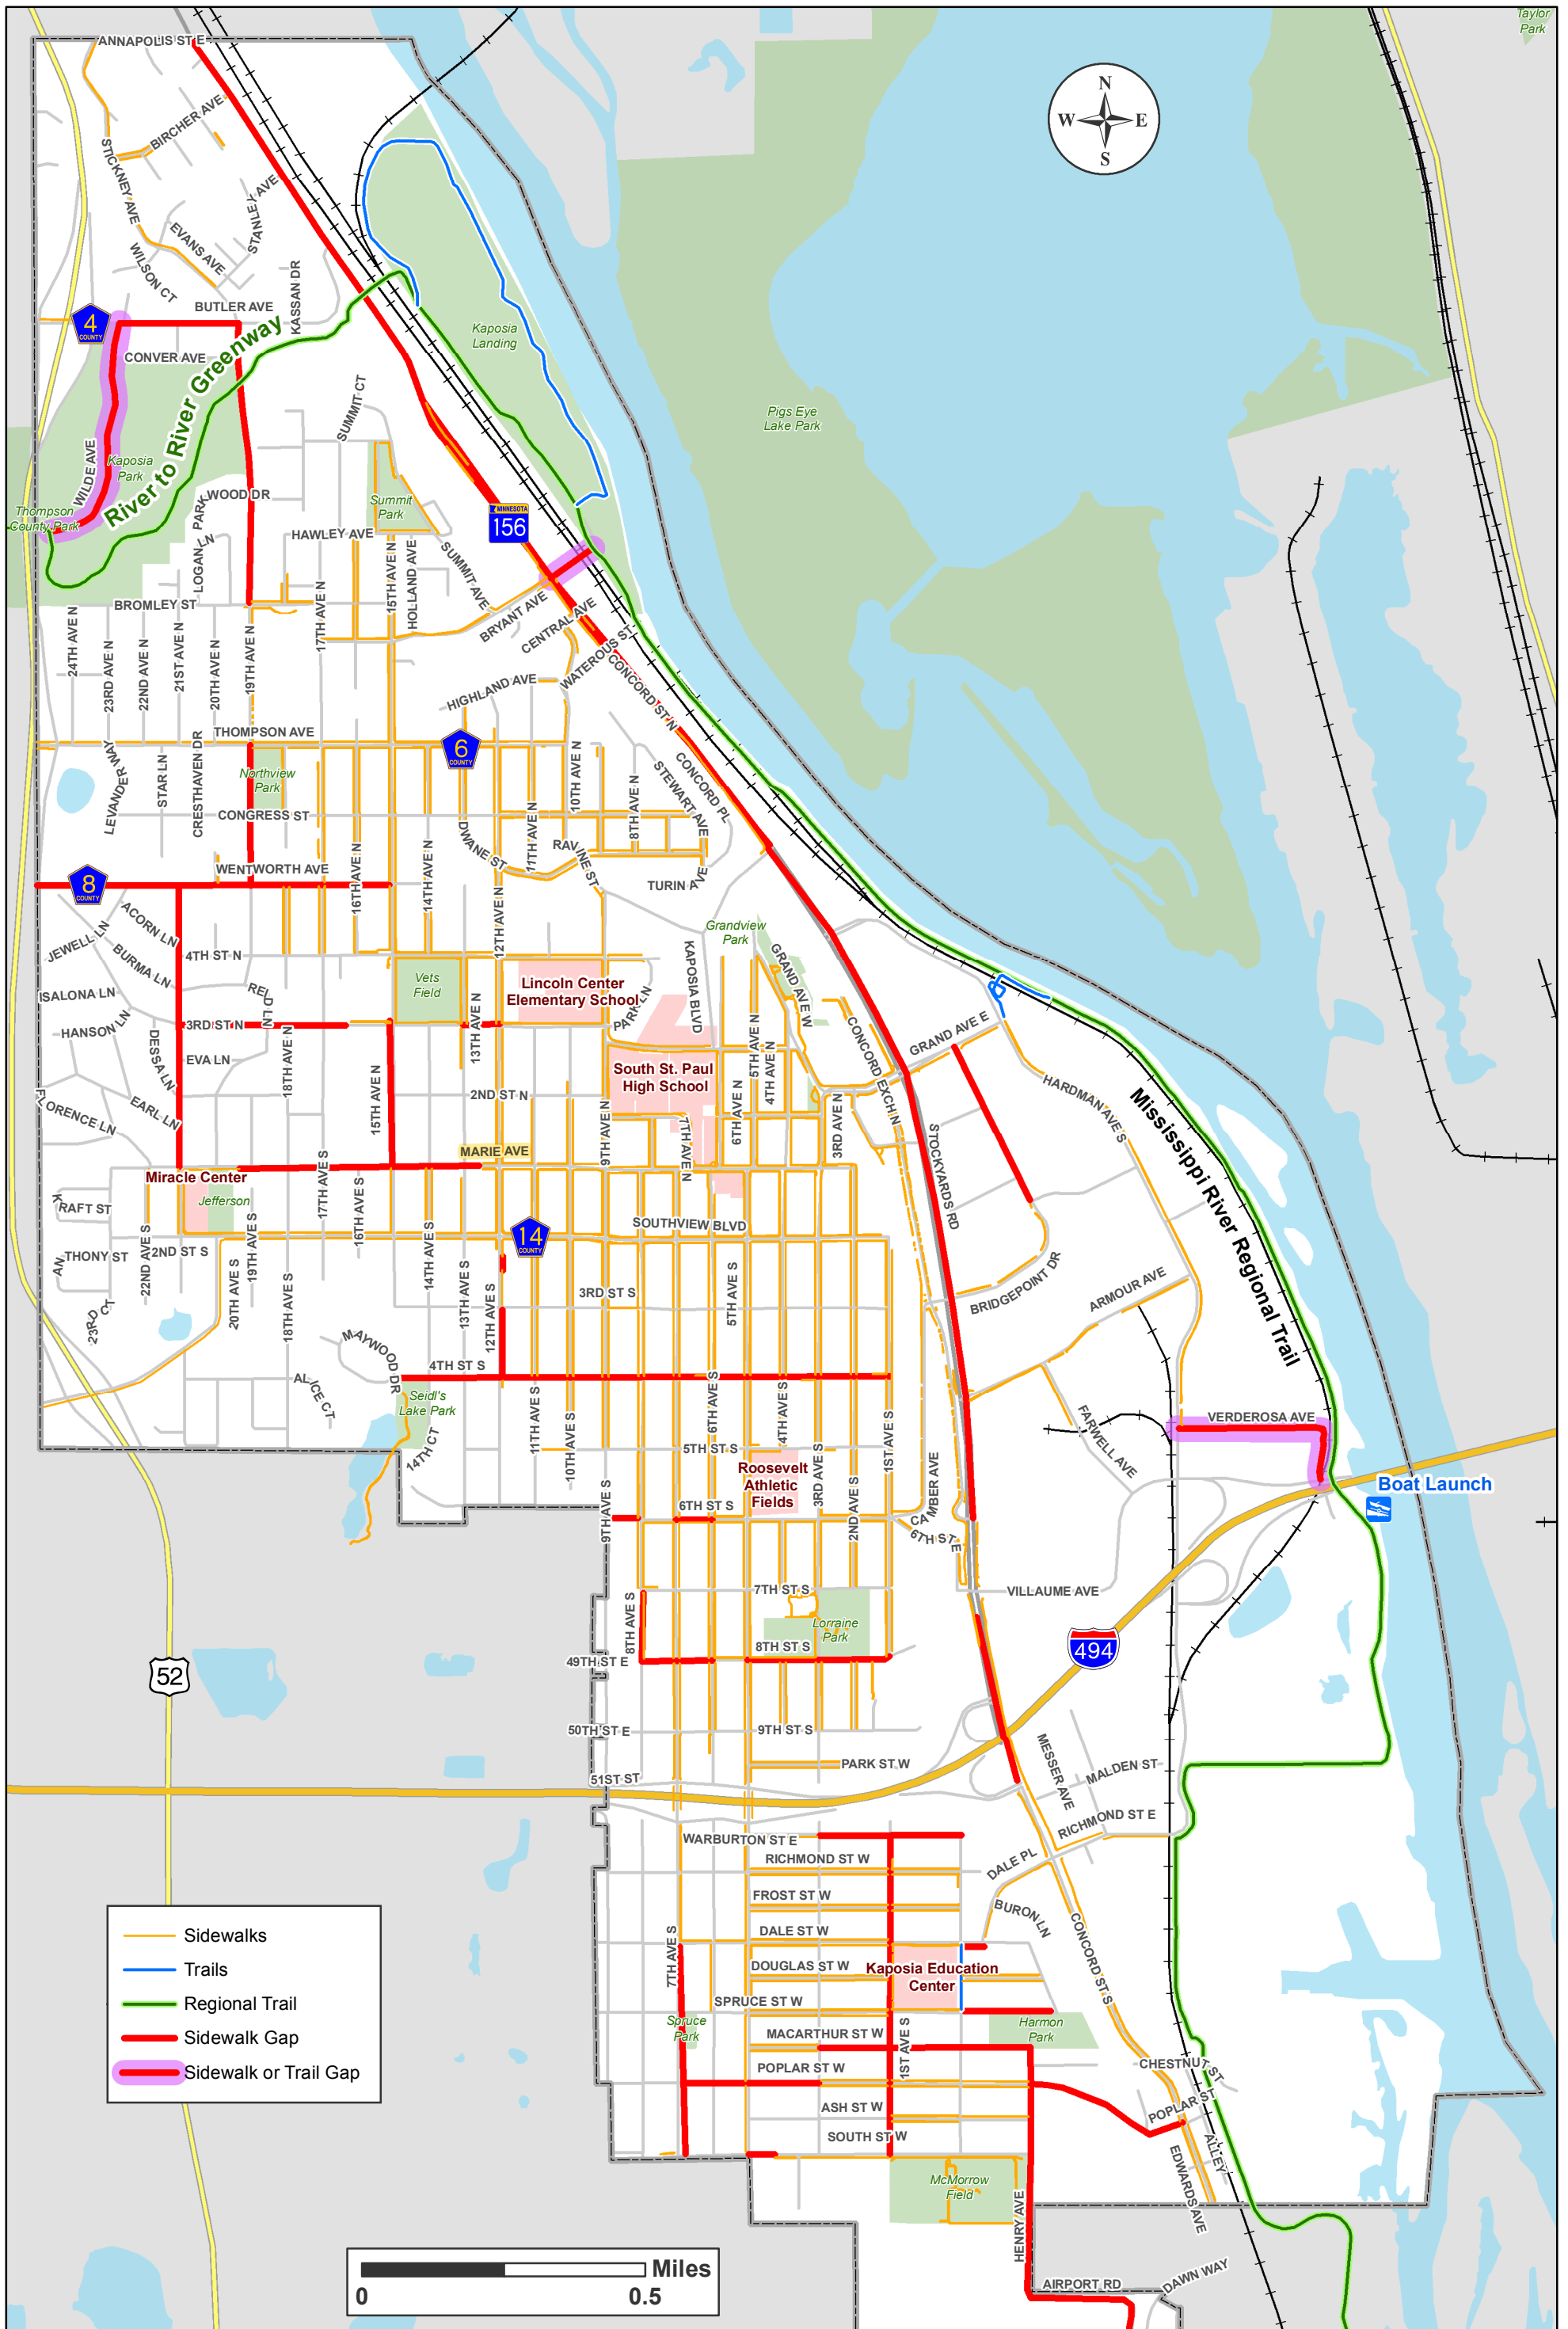 Taylor
Park
ANNAPOLIS ST E
N
W
E
S
BIRCHER AVE
STICKNEY AVE
STANLEY AVE
EVANS AVE
WILSON CT
KASSAN DR
BUTLER AVE
4
COUNTY
CONVER AVE
River to River Greenway
Kaposia
Landing
SUMMIT CT
Pigs Eye
Lake Park
WILDE AVE
Kaposia
Park
WOOD DR
PARK
Summit
Park
Thompson
County Park
MINNESOTA
156
LOGAN
LN
HAWLEY AVE
SUMMIT AVE
HOLLAND AVE
15TH AVE N
17TH AVE N
BROMLEY ST
BRYANT AVE
CENTRAL AVE
WATEROUS ST
CONCORD ST N
24TH AVE N
23RD AVE N
22ND AVE N
21ST AVE N
20TH AVE N
19TH AVE N
HIGHLAND AVE
THOMPSON AVE
6
COUNTY
LEVANDER WAY
STAR LN
CRESTHAVEN DR
Northview
Park
10TH AVE N
STEWART AVE
CONCORD PL
8TH AVE N
CONGRESS ST
DWANE ST
11TH AVE N
RAVINE ST
WENTWORTH AVE
8
COUNTY
16TH AVE N
14TH AVE N
12TH AVE N
TURIN AVE
ACORN LN
JEWELL LN
BURMA LN
4TH ST N
Grandview
Park
GRAND AVE W
KAPOSIA BLVD
Vets
Field
Lincoln Center
Elementary School
PARK LN
ISALONA LN
REID LN
HANSON LN
3RD ST N
DESSA LN
EVA LN
13TH AVE N
18TH AVE N
15TH AVE N
South St. Paul
High School
5TH AVE N
4TH AVE N
CONCORD EXCH N
GRAND AVE E
HARDMAN AVE S
FLORENCE LN
EARL LN
2ND ST N
9TH AVE N
7TH AVE N
6TH AVE N
3RD AVE N
STOCKYARDS RD
Mississippi River Regional Trail
MARIE AVE
Miracle Center
Jefferson
KRAFT ST
17TH AVE S
16TH AVE S
SOUTHVIEW BLVD
14
COUNTY
ANTHONY ST
2ND ST S
22ND AVE S
19TH AVE S
20TH AVE S
18TH AVE S
14TH AVE S
13TH AVE S
12TH AVE S
3RD ST S
5TH AVE S
23RD CT
BRIDGEPOINT DR
ARMOUR AVE
MAYWOOD DR
4TH ST S
ALICE CT
Seidl's
Lake Park
14TH CT
11TH AVE S
10TH AVE S
6TH AVE S
4TH AVE S
5TH ST S
3RD AVE S
1ST AVE S
FARWELL AVE
VERDEROSA AVE
Boat Launch
Roosevelt
Athletic
Fields
9TH AVE S
6TH ST S
2ND AVE S
CAMBER AVE
6TH ST E
7TH ST S
VILLAUME AVE
8TH AVE S
Lorraine
Park
8TH ST S
49TH ST E
494
52
50TH ST E
9TH ST S
PARK ST W
51ST ST
MESSER AVE
MALDEN ST
RICHMOND ST E
WARBURTON ST E
RICHMOND ST W
DALE PL
FROST ST W
BURON LN
DALE ST W
7TH AVE S
DOUGLAS ST W
Kaposia Education
Center
CONCORD ST S
SPRUCE ST W
Spruce
Park
MACARTHUR ST W
1ST AVE S
Harmon
Park
POPLAR ST W
CHESTNUT ST
POPLAR ST
ASH ST W
SOUTH ST W
ALLEY
EDWARDS AVE
McMorrow
Field
HENRY AVE
AIRPORT RD
DAWN WAY
Sidewalks
Trails
Regional Trail
Sidewalk Gap
Sidewalk or Trail Gap
Miles
0
0.5